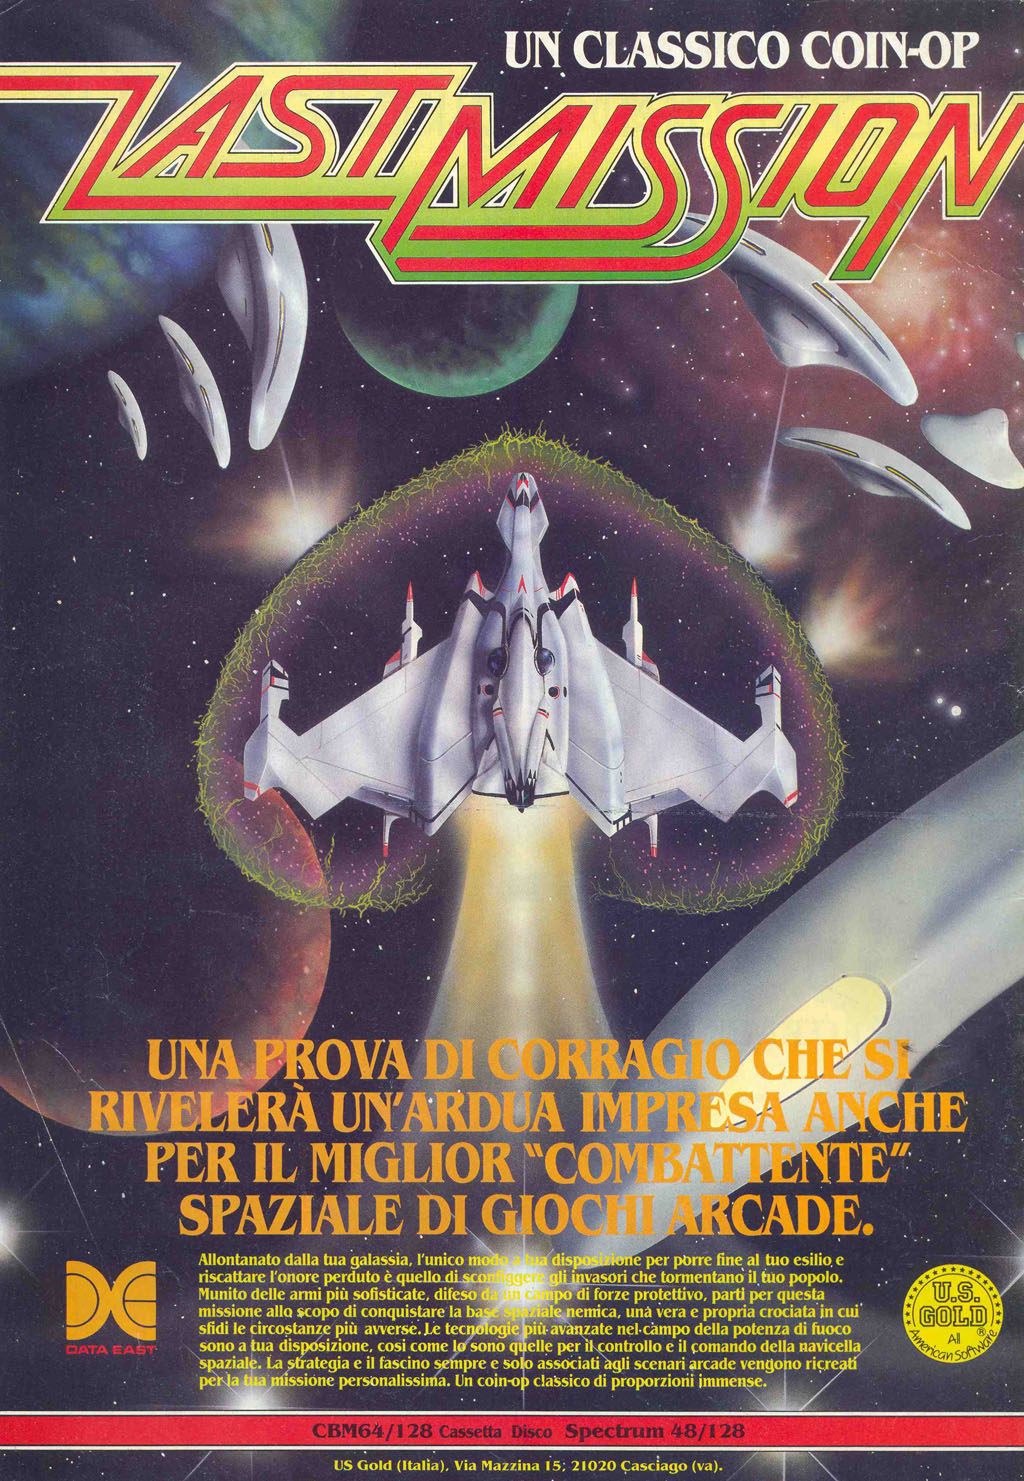 UN CLASSICO COIN-OP
LAST MISSION
UNA PROVA DI CORRAGIO CHE SI
RIVELERÀ UN'ARDUA IMPRESA ANCHE
PER IL MIGLIOR "COMBATTENTE"
SPAZIALE DI GIOCHI ARCADE.
Allontanato dalla tua galassia, l'unico modo a tua disposizione per porre fine al tuo esilio e
riscattare l'onore perduto è quello di sconfiggere gli invasori che tormentano il tuo popolo.
Munito delle armi più sofisticate, difeso da un campo di forze protettivo, parti per questa
missione allo scopo di conquistare la base spaziale nemica, una vera e propria crociata in cui
sfidi le circostanze più avverse. Le tecnologie più avanzate nel campo della potenza di fuoco
sono a tua disposizione, così come lo sono quelle per il controllo e il comando della navicella
spaziale. La strategia e il fascino sempre e solo associati agli scenari arcade vengono ricreati
per la tua missione personalissima. Un coin-op classico di proporzioni immense.
DATA EAST
U.S.
GOLD
®
All
American Software
CBM64/128 Cassetta Disco Spectrum 48/128
US Gold (Italia), Via Mazzina 15; 21020 Casciago (va).